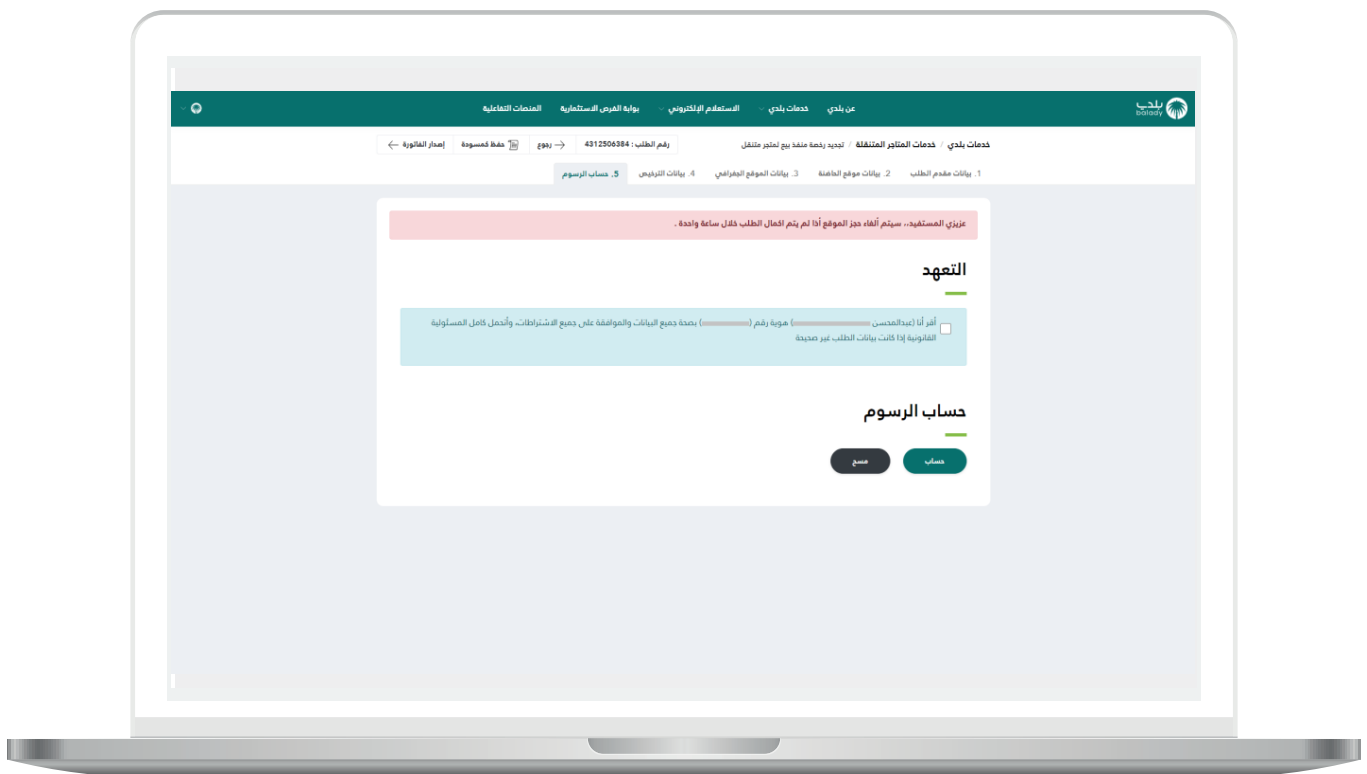 بلدي
balady
عن بلدي
خدمات بلدي
الاستعلام الإلكتروني
بوابة الفرص الاستثمارية
المنصات التفاعلية
خدمات بلدي / خدمات المتاجر المتنقلة / تجديد رخصة منفذ بيع لمتجر متنقل
رقم الطلب : 4312506384
رجوع
حفظ كمسودة
إصدار الفاتورة
1. بيانات مقدم الطلب
2. بيانات موقع الحاضنة
3. بيانات الموقع الجغرافي
4. بيانات الترخيص
5. حساب الرسوم
عزيزي المستفيد،، سيتم ألغاء حجز الموقع أذا لم يتم اكمال الطلب خلال ساعة واحدة .
التعهد
أقر أنا (عبدالمحسن ) هوية رقم ( ) بصحة جميع البيانات والموافقة على جميع الاشتراطات، وأتحمل كامل المسئولية
القانونية إذا كانت بيانات الطلب غير صحيحة
حساب الرسوم
حساب
مسح